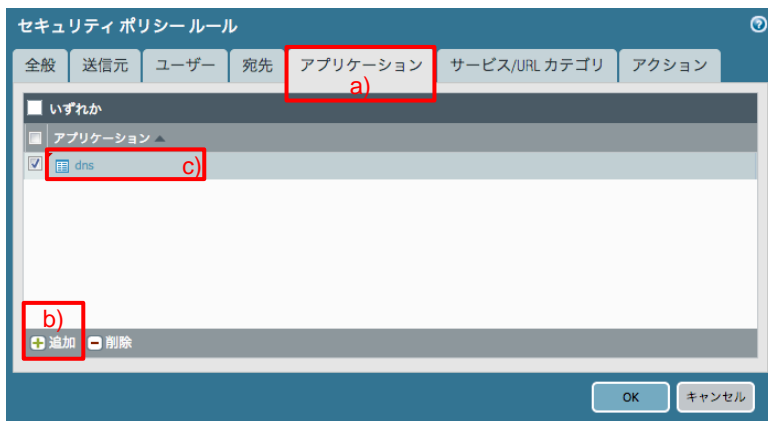 セキュリティ ポリシー ルール
全般 送信元 ユーザー 宛先 アプリケーション サービス/URL カテゴリ アクション
a)
いずれか
アプリケーション
dns c)
b)
追加 削除
OK キャンセル